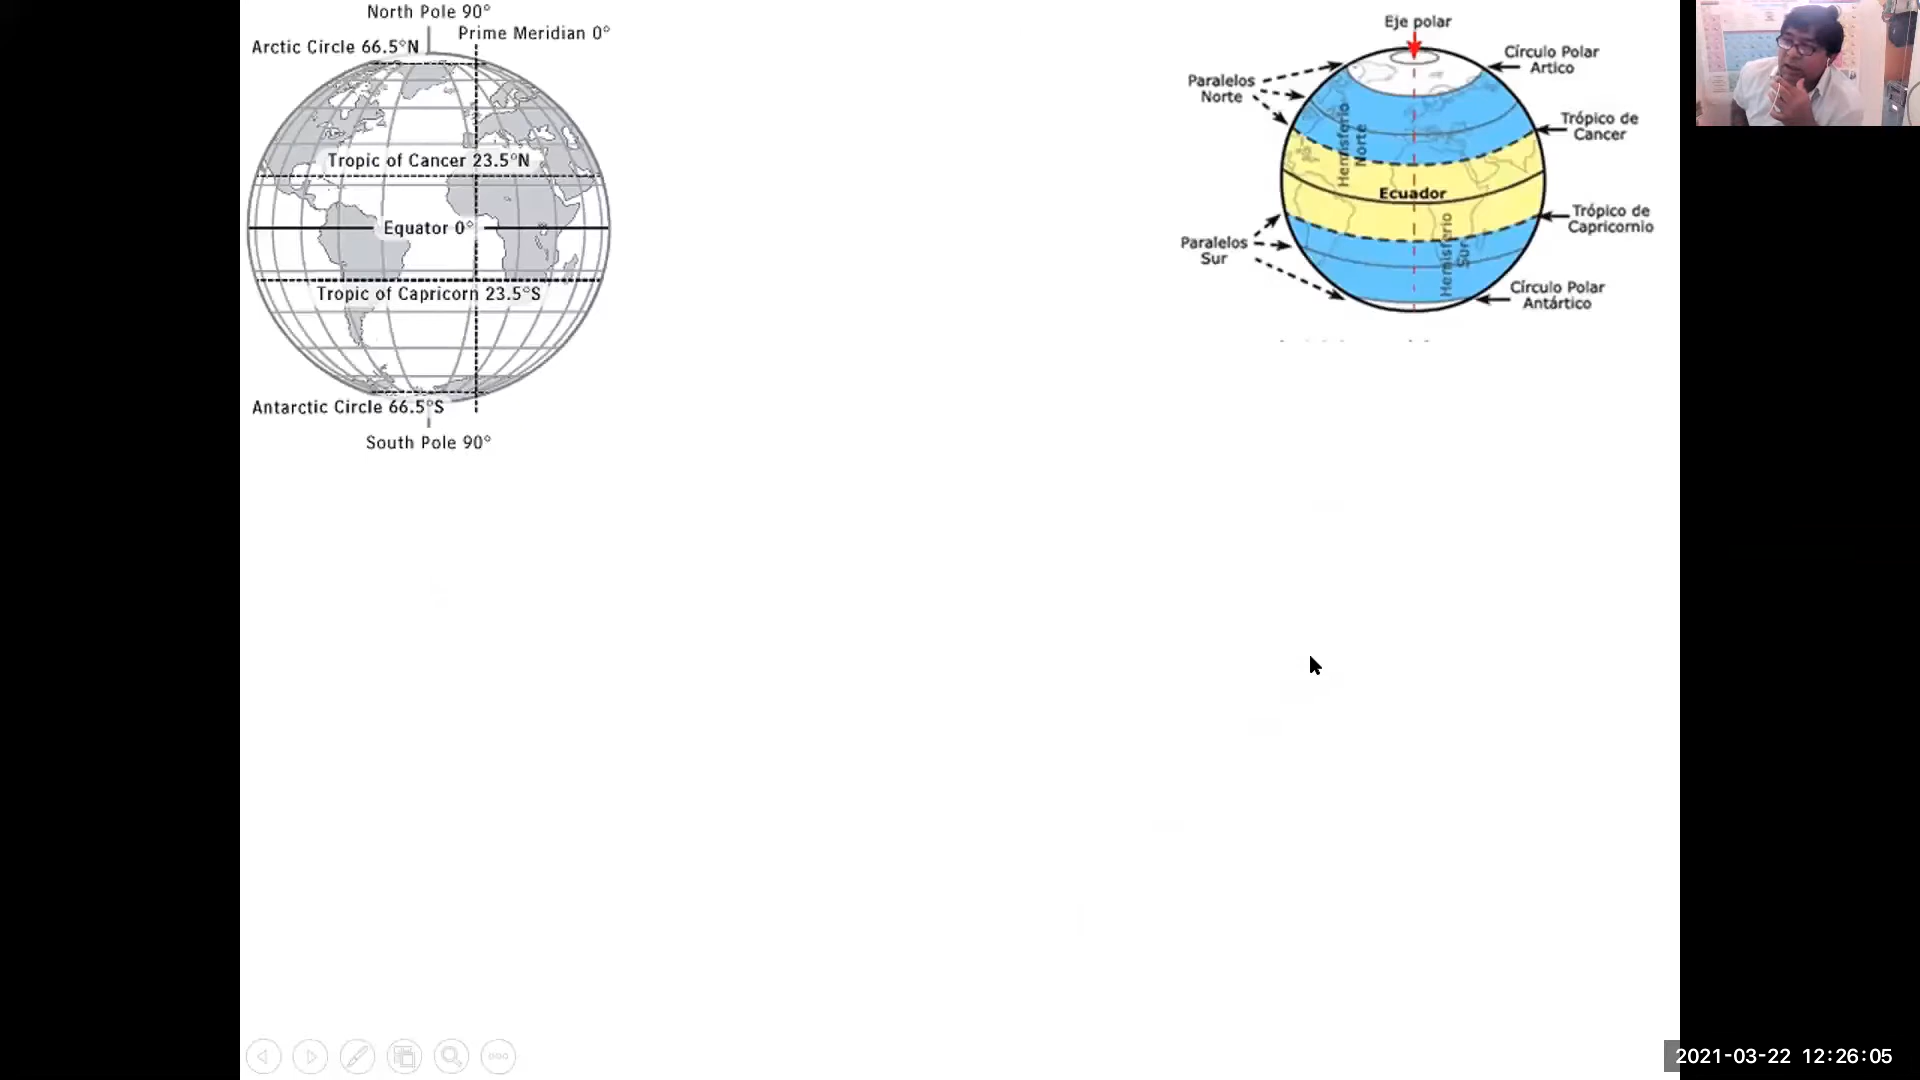 North Pole 90°
Prime Meridian 0°
Arctic Circle 66.5°N
Tropic of Cancer 23.5°N
Equator 0°
Tropic of Capricorn 23.5°S
Antarctic Circle 66.5°S
South Pole 90°
Eje polar
Círculo Polar
Artico
Paralelos
Norte
Trópico de
Cancer
Hemisferio
Norte
Ecuador
Trópico de
Capricornio
Paralelos
Sur
Hemisferio
Sur
Círculo Polar
Antártico
2021-03-22 12:26:05